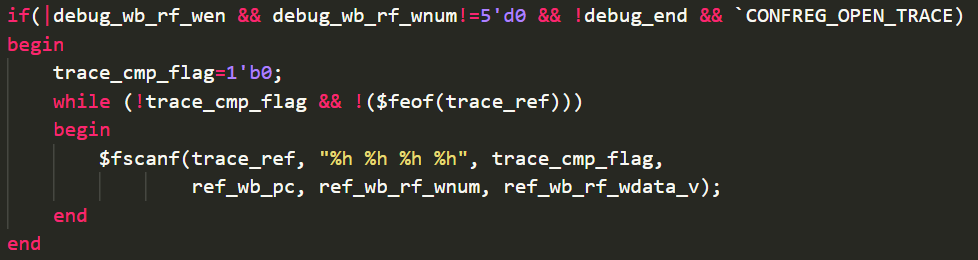 if(|debug_wb_rf_wen && debug_wb_rf_wnum!=5'd0 && !debug_end && `CONFREG_OPEN_TRACE)
begin
    trace_cmp_flag=1'b0;
    while (!trace_cmp_flag && !($feof(trace_ref)))
    begin
        $fscanf(trace_ref, "%h %h %h %h", trace_cmp_flag,
                ref_wb_pc, ref_wb_rf_wnum, ref_wb_rf_wdata_v);
    end
end